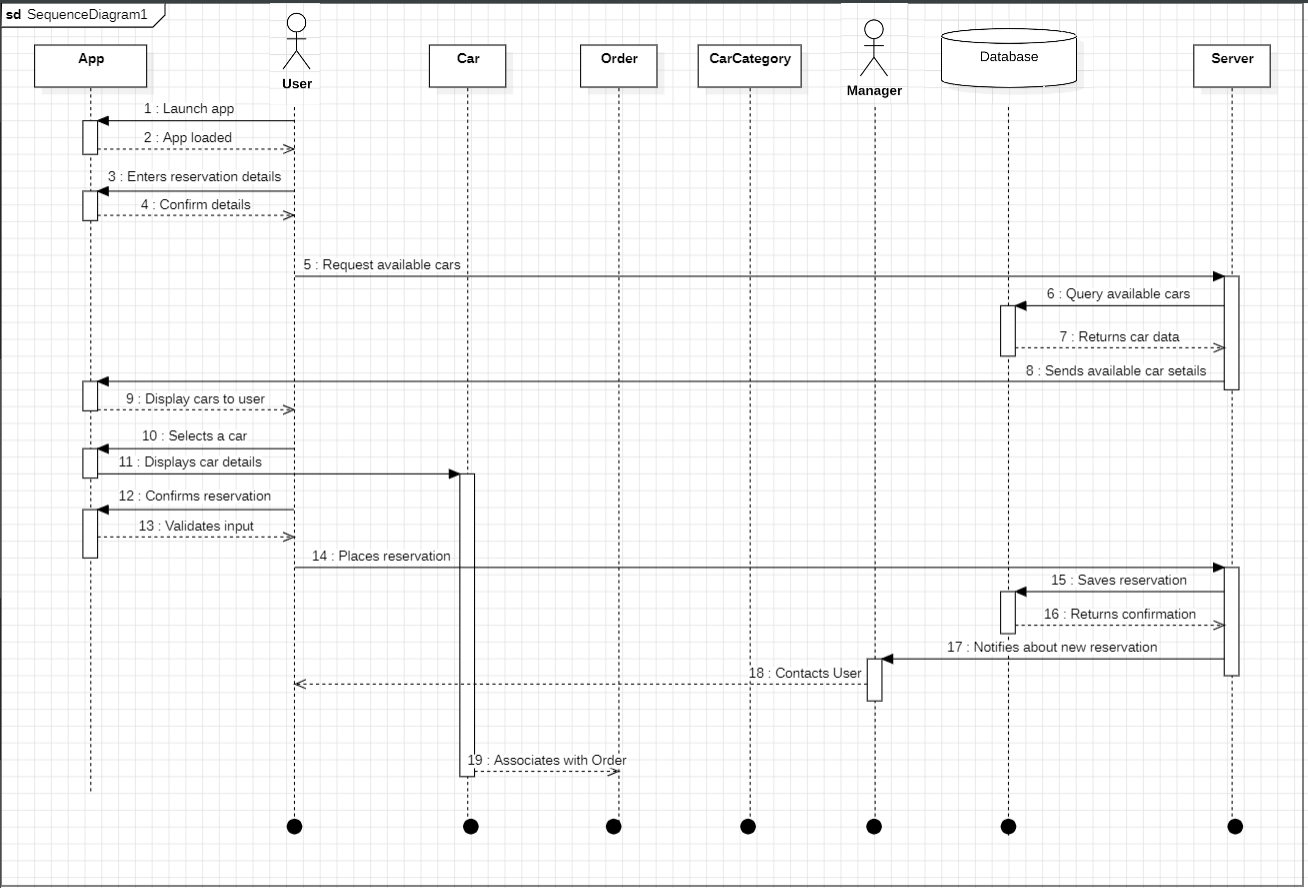 sd SequenceDiagram1
App
User
Car
Order
CarCategory
Manager
Database
Server
1 : Launch app
2 : App loaded
3 : Enters reservation details
4 : Confirm details
5 : Request available cars
6 : Query available cars
7 : Returns car data
8 : Sends available car setails
9 : Display cars to user
10 : Selects a car
11 : Displays car details
12 : Confirms reservation
13 : Validates input
14 : Places reservation
15 : Saves reservation
16 : Returns confirmation
17 : Notifies about new reservation
18 : Contacts User
19 : Associates with Order